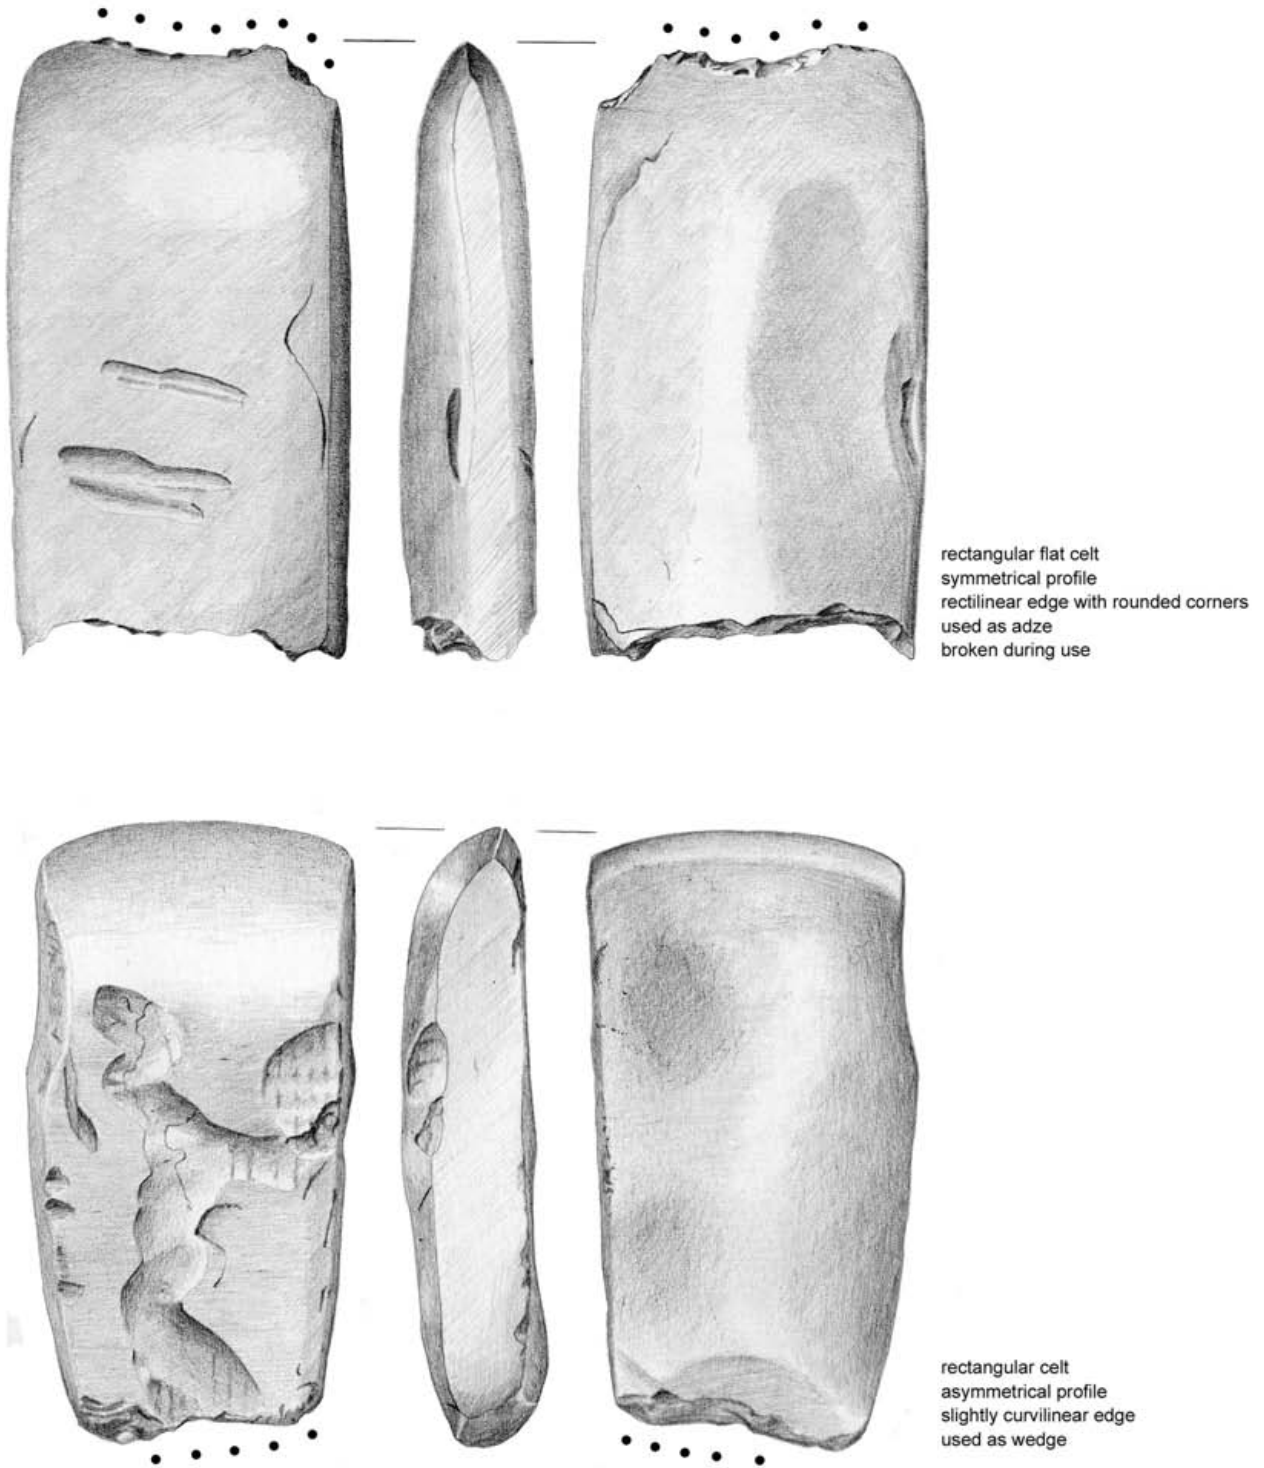 rectangular flat celt
symmetrical profile
rectilinear edge with rounded corners
used as adze
broken during use
rectangular celt
asymmetrical profile
slightly curvilinear edge
used as wedge